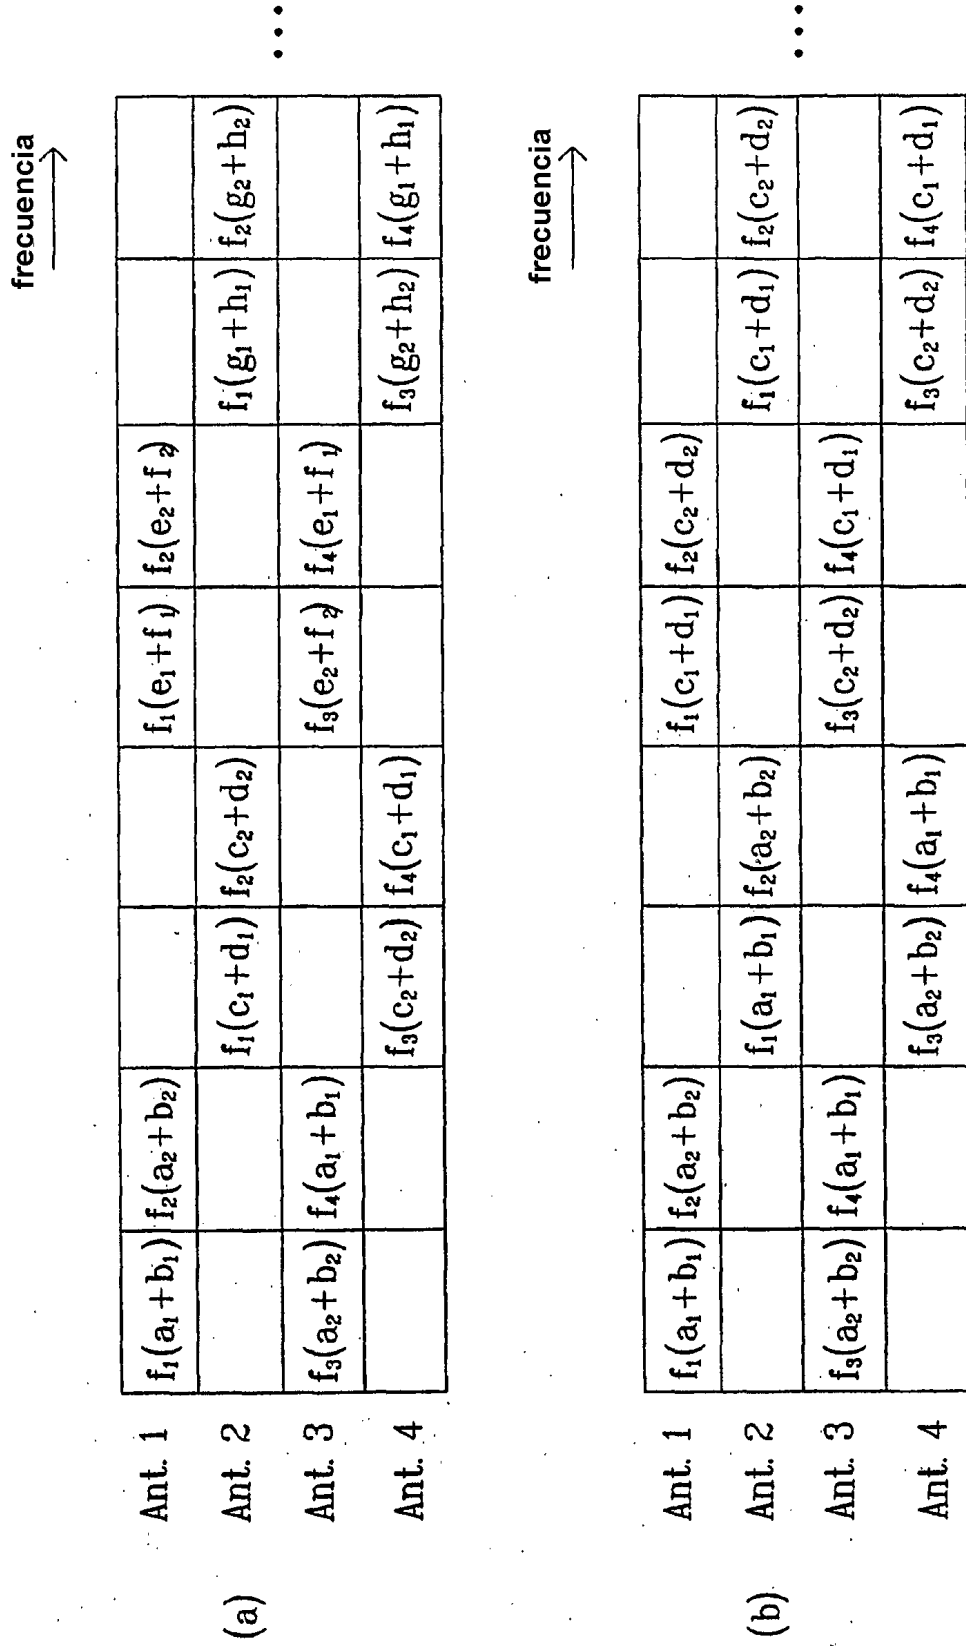 frecuencia
Ant. 1 f₁(a₁+b₁) f₂(a₂+b₂) f₁(e₁+f₁) f₂(e₂+f₂)
Ant. 2 f₁(c₁+d₁) f₂(c₂+d₂) f₁(g₁+h₁) f₂(g₂+h₂)
Ant. 3 f₃(a₂+b₂) f₄(a₁+b₁) f₃(e₂+f₂) f₄(e₁+f₁)
Ant. 4 f₃(c₂+d₂) f₄(c₁+d₁) f₃(g₂+h₂) f₄(g₁+h₁)
(a)
...
frecuencia
Ant. 1 f₁(a₁+b₁) f₂(a₂+b₂) f₁(c₁+d₁) f₂(c₂+d₂)
Ant. 2 f₁(a₁+b₁) f₂(a₂+b₂) f₁(c₁+d₁) f₂(c₂+d₂)
Ant. 3 f₃(a₂+b₂) f₄(a₁+b₁) f₃(c₂+d₂) f₄(c₁+d₁)
Ant. 4 f₃(a₂+b₂) f₄(a₁+b₁) f₃(c₂+d₂) f₄(c₁+d₁)
(b)
...